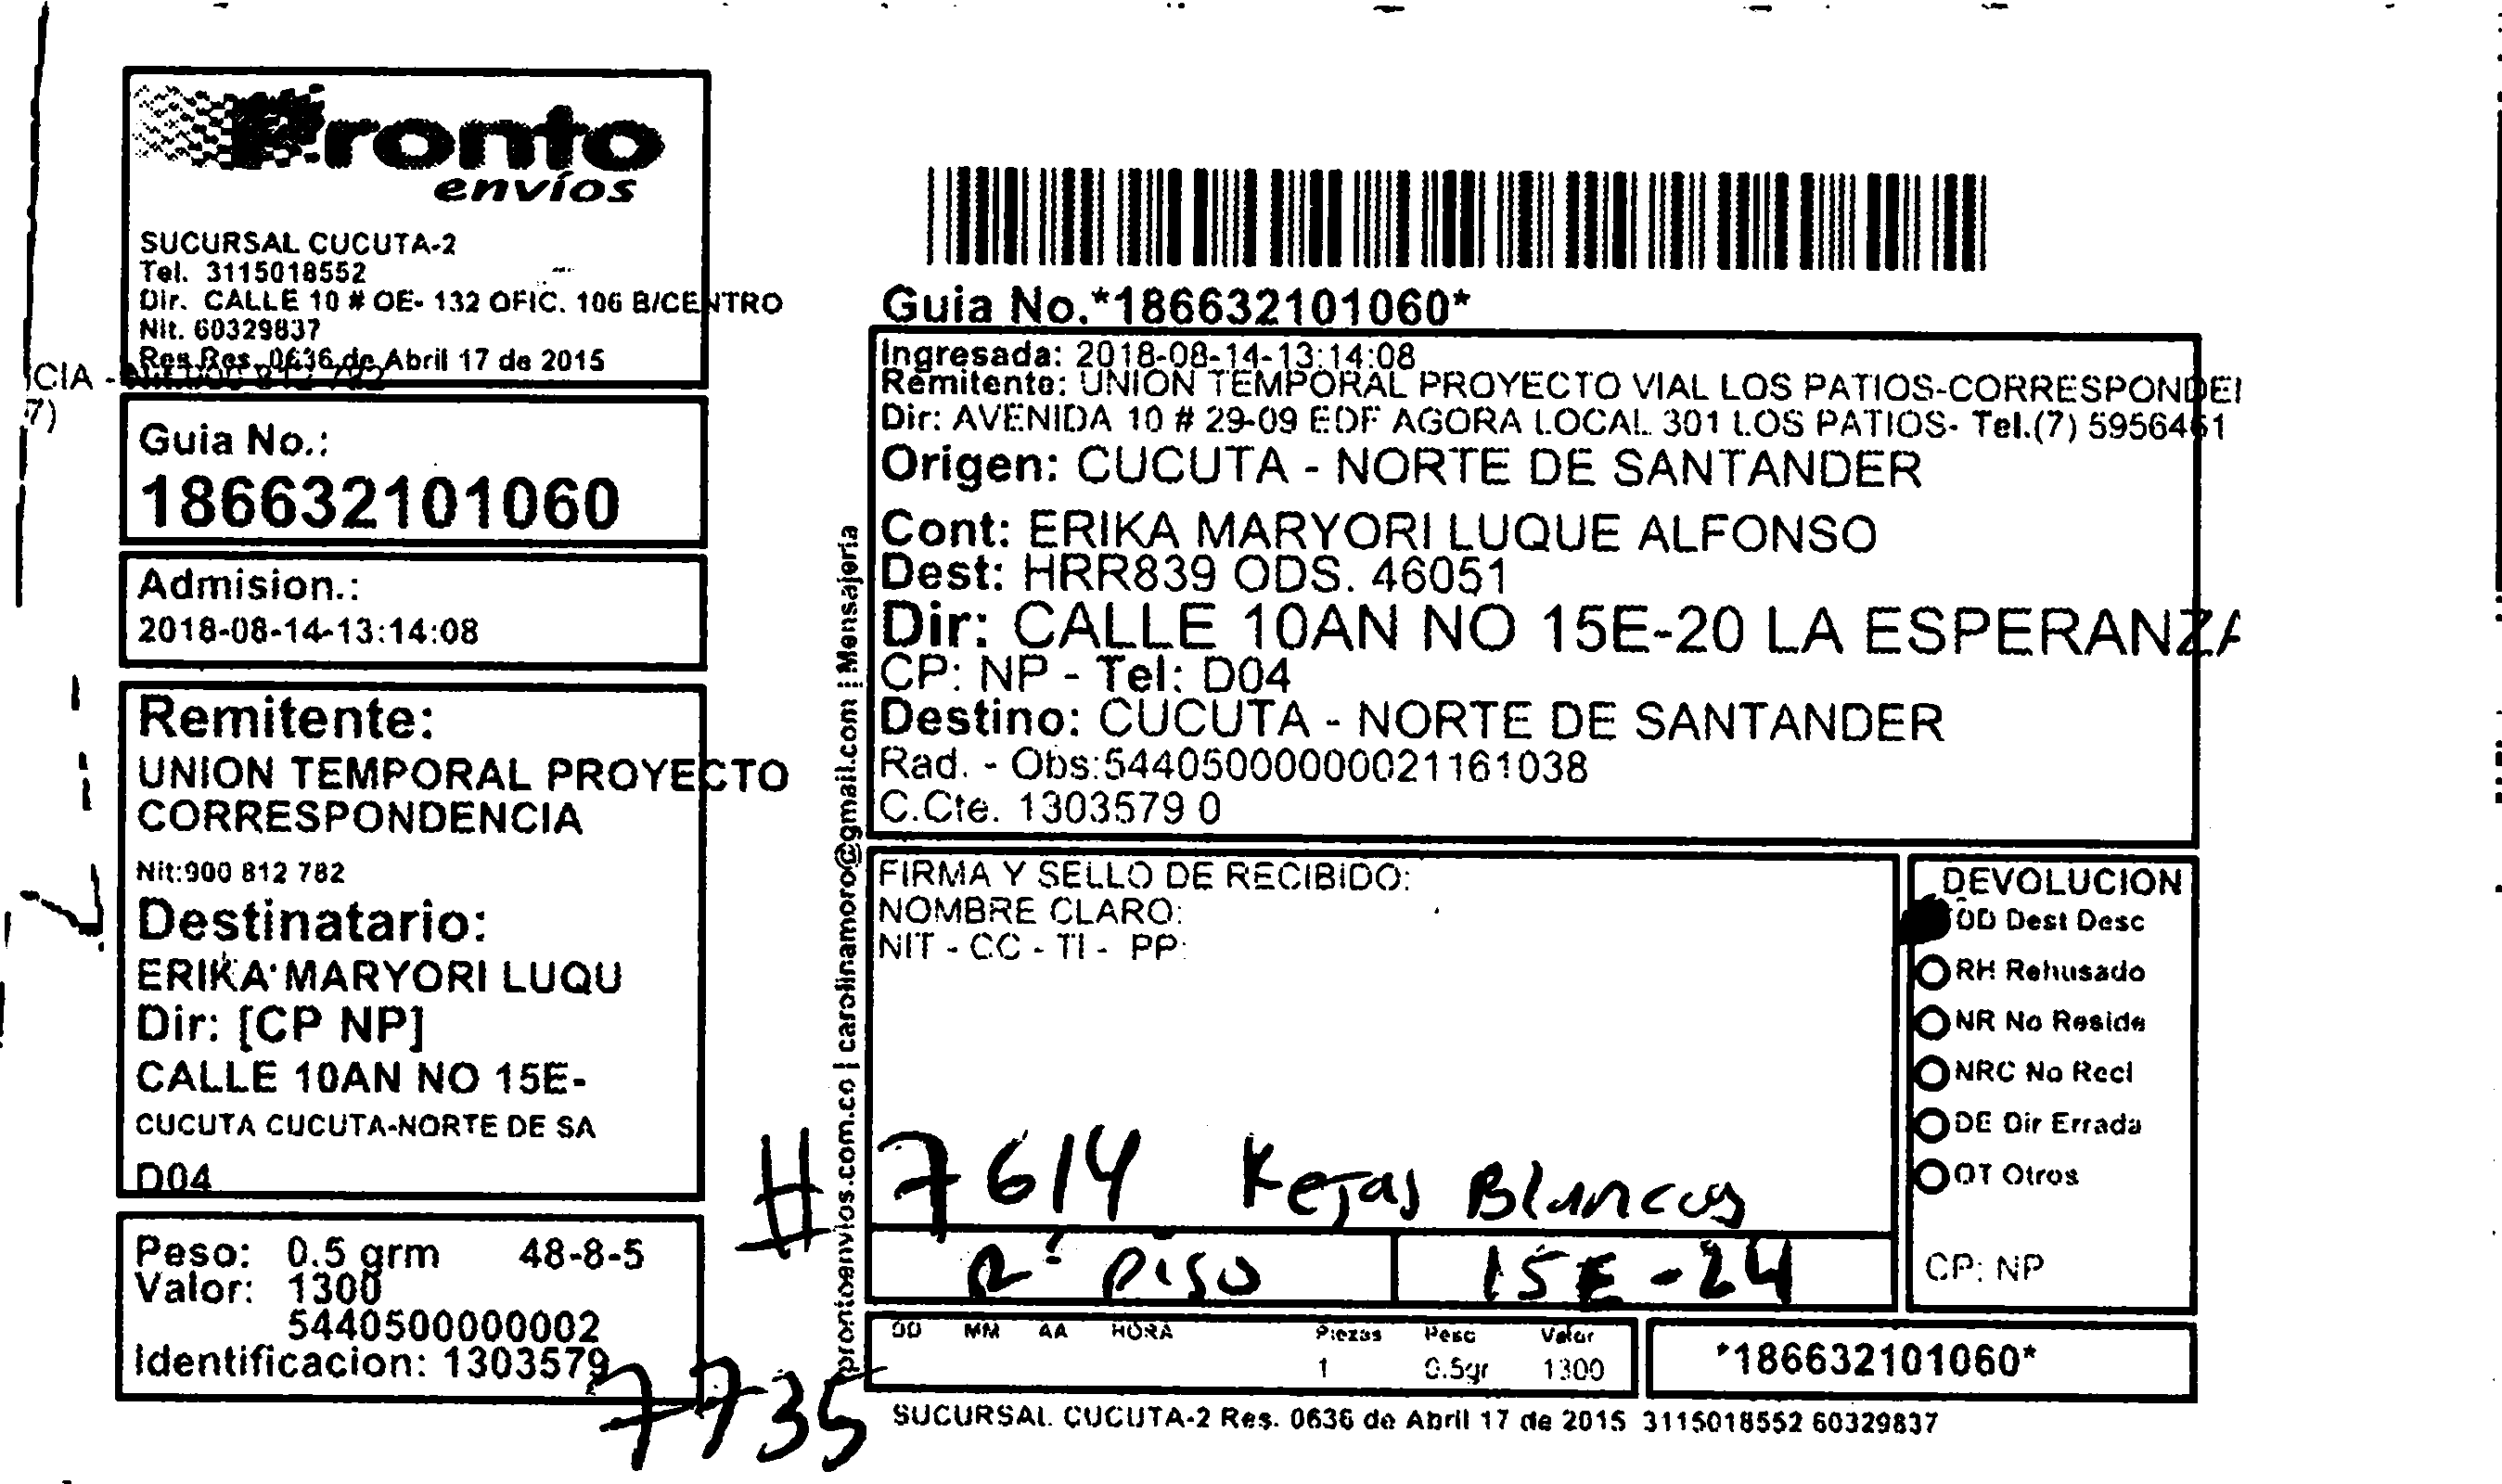 Pronto
envíos
SUCURSAL CUCUTA-2
Tel. 3115018552
Dir. CALLE 10 # OE- 132 OFIC. 106 B/CENTRO
Nit. 60329837
Res.Res. 0636 de Abril 17 de 2015
ICIA -
7)
Guia No.:
186632101060
Admision.:
2018-08-14-13:14:08
Remitente:
UNION TEMPORAL PROYECTO
CORRESPONDENCIA
Nit:900 812 782
Destinatario:
ERIKA MARYORI LUQU
Dir: [CP NP]
CALLE 10AN NO 15E-
CUCUTA CUCUTA-NORTE DE SA
D04
Peso: 0.5 grm 48-8-5
Valor: 1300
5440500000002
Identificacion: 1303579
7735
prontoenvios.com.co | carolinamoro@gmail.com | Mensajeria
Guia No.*186632101060*
Ingresada: 2018-08-14-13:14:08
Remitente: UNION TEMPORAL PROYECTO VIAL LOS PATIOS-CORRESPONDEI
Dir: AVENIDA 10 # 29-09 EDF AGORA LOCAL 301 LOS PATIOS- Tel.(7) 5956461
Origen: CUCUTA - NORTE DE SANTANDER
Cont: ERIKA MARYORI LUQUE ALFONSO
Dest: HRR839 ODS. 46051
Dir: CALLE 10AN NO 15E-20 LA ESPERANZA
CP: NP - Tel: D04
Destino: CUCUTA - NORTE DE SANTANDER
Rad. - Obs:54405000000021161038
C.Cte. 1303579 0
FIRMA Y SELLO DE RECIBIDO:
NOMBRE CLARO:
NIT - CC - TI - PP:
# 7614 Rejas Blancas
2° Piso 15E-24
DEVOLUCION
DD Dest Desc
RH Rehusado
NR No Reside
NRC No Recl
DE Dir Errada
OT Otros
CP: NP
DD MM AA HORA Piezas Peso Valor
1 0.5gr 1300
*186632101060*
SUCURSAL CUCUTA-2 Res. 0636 de Abril 17 de 2015 3115018552 60329837